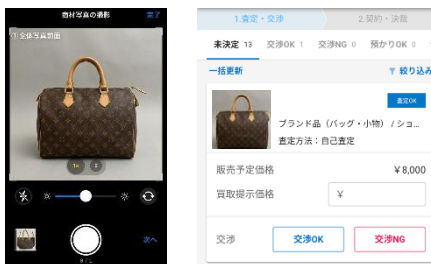 商材写真の撮影
完了
1:全体写真前面
1x
次へ
1.査定・交渉
2.契約・決裁
未決定 13
交渉OK 1
交渉NG 0
預かりOK 0
一括更新
絞り込み
査定OK
ブランド品（バッグ・小物） / ショ...
査定方法：自己査定
販売予定価格
¥8,000
買取提示価格
¥
交渉
交渉OK
交渉NG